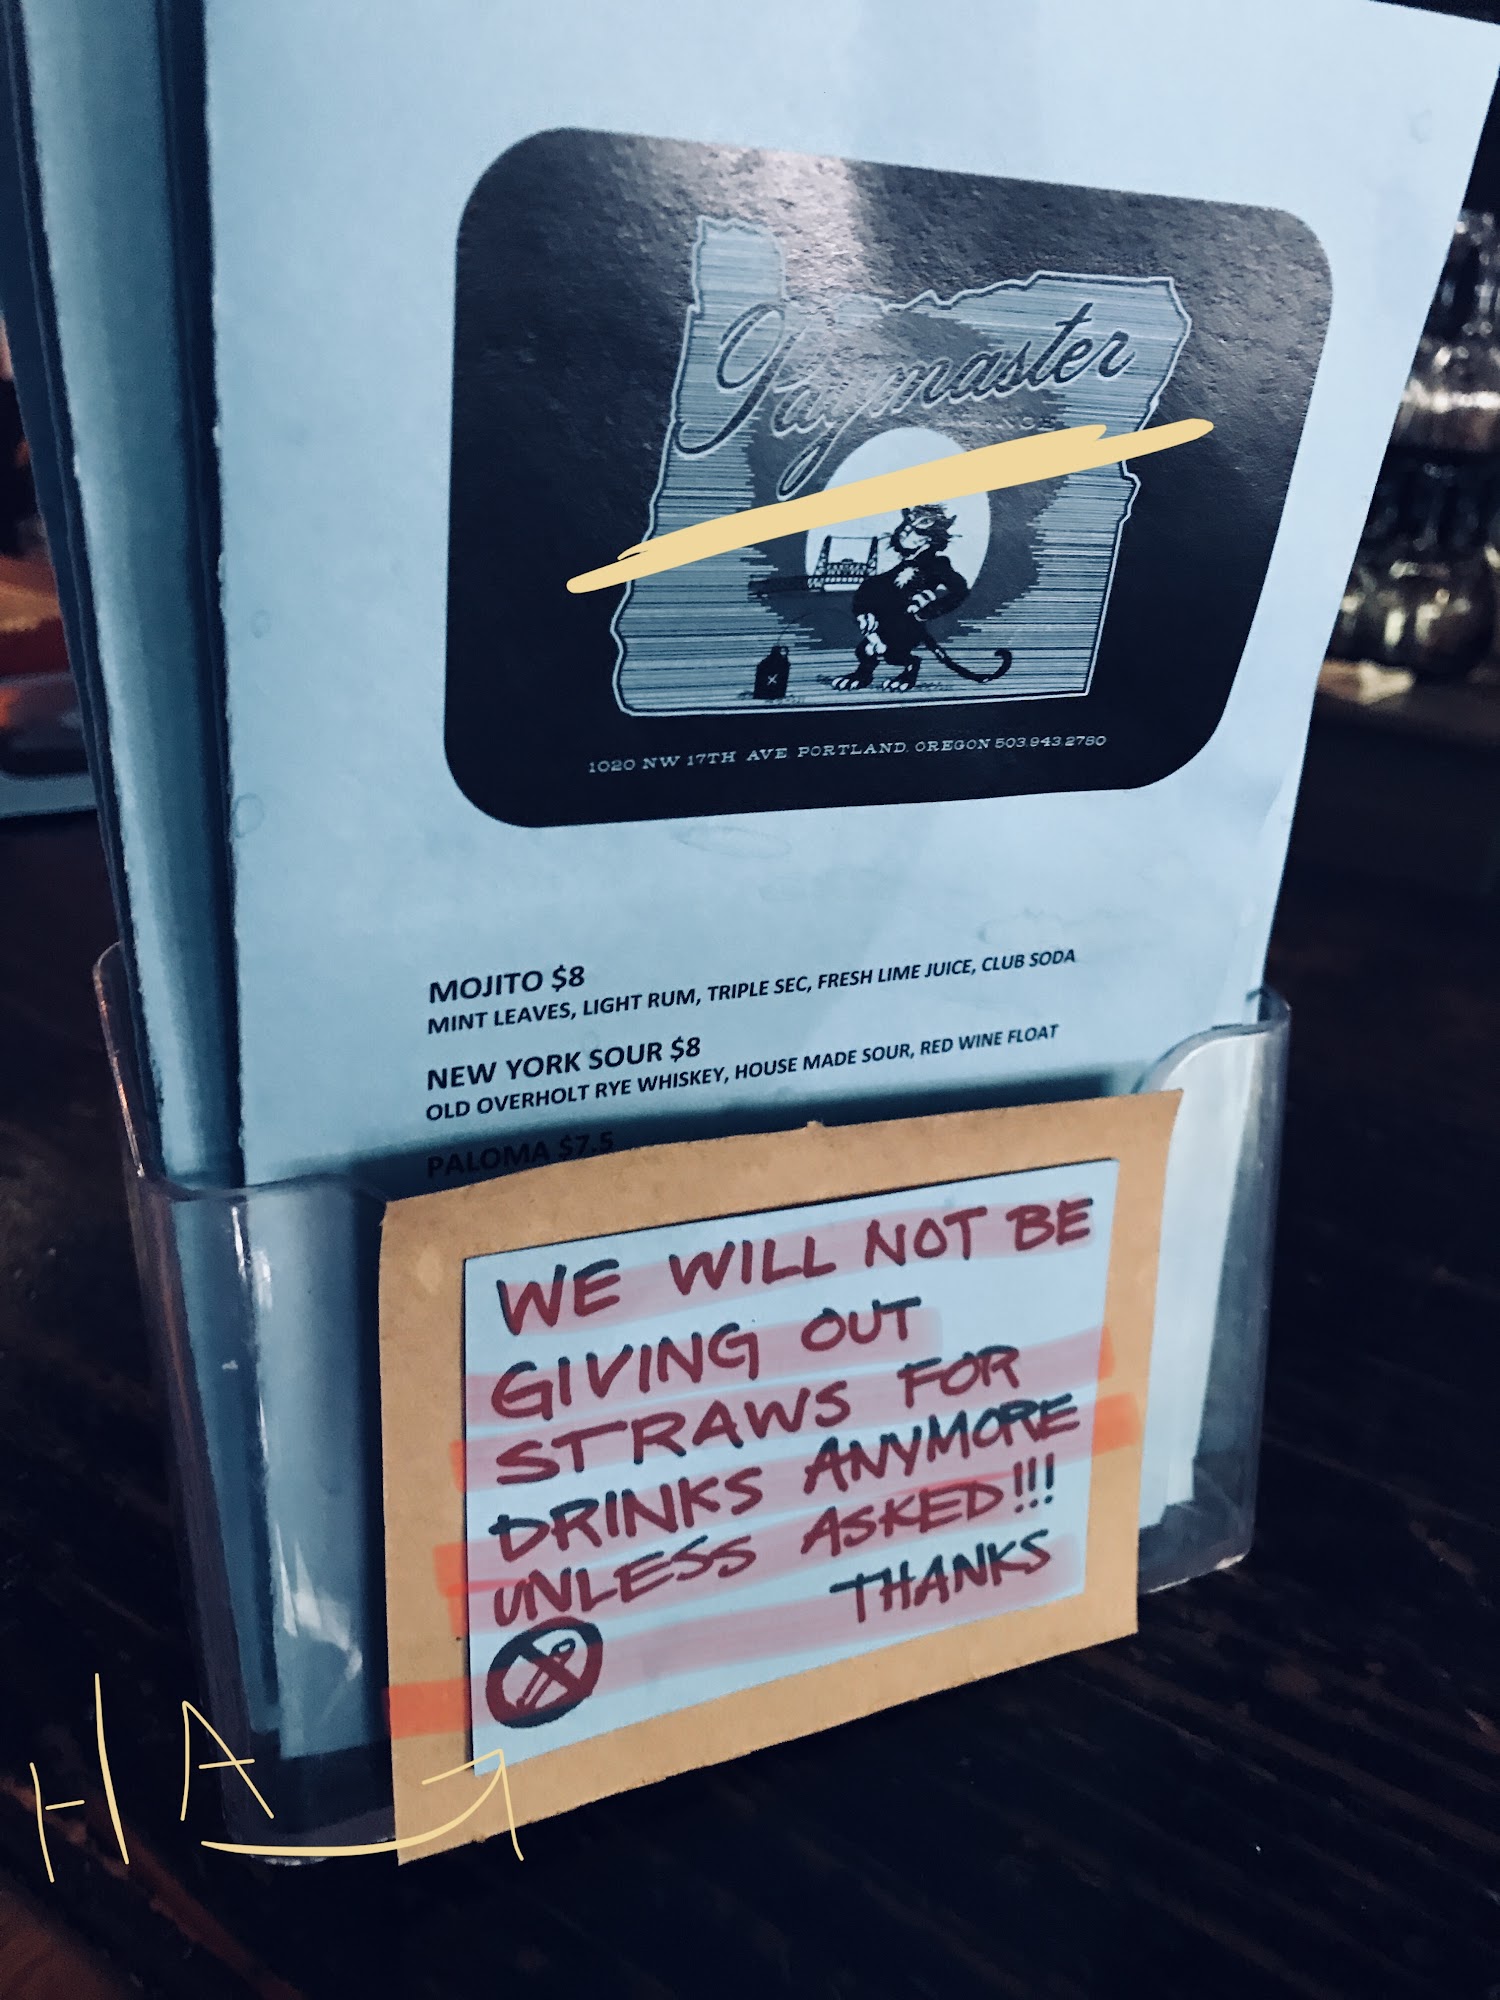 Paymaster
1020 NW 17TH AVE PORTLAND, OREGON 503.943.2780
MOJITO $8
MINT LEAVES, LIGHT RUM, TRIPLE SEC, FRESH LIME JUICE, CLUB SODA
NEW YORK SOUR $8
OLD OVERHOLT RYE WHISKEY, HOUSE MADE SOUR, RED WINE FLOAT
PALOMA $7.5
WE WILL NOT BE
GIVING OUT
STRAWS FOR
DRINKS ANYMORE
UNLESS ASKED!!!
THANKS
HA